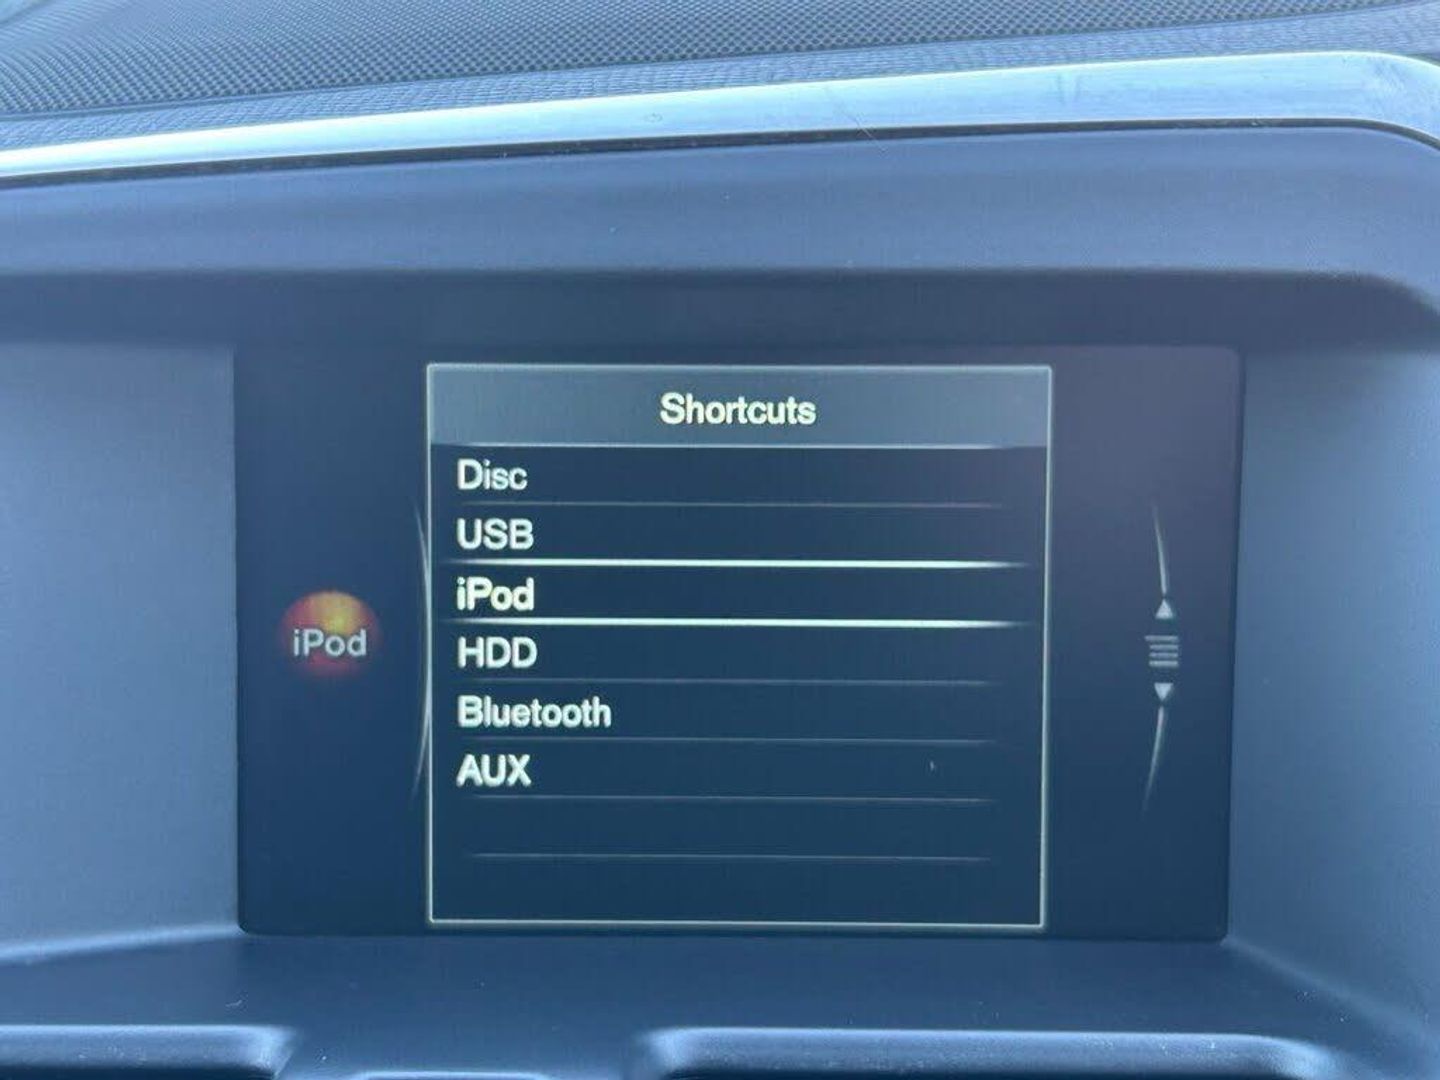 Shortcuts
Disc
USB
iPod
HDD
Bluetooth
AUX
iPod